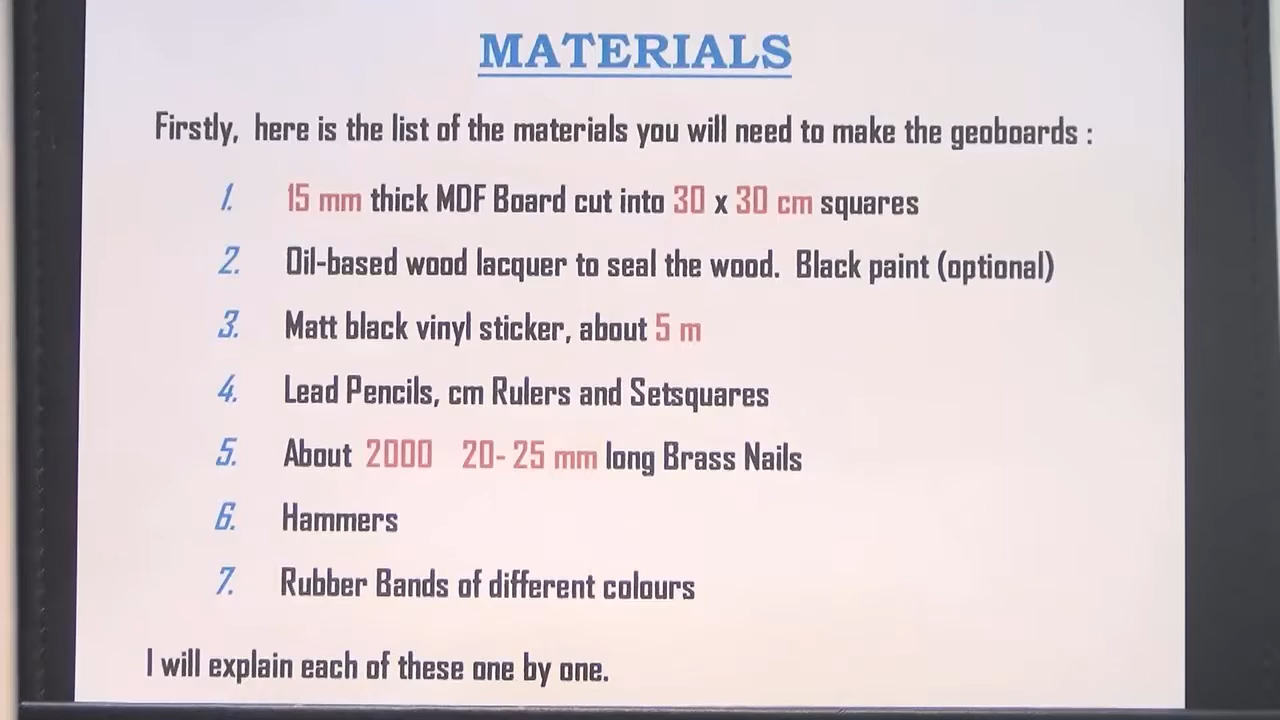 MATERIALS
Firstly, here is the list of the materials you will need to make the geoboards :
1. 15 mm thick MDF Board cut into 30 x 30 cm squares
2. Oil-based wood lacquer to seal the wood. Black paint (optional)
3. Matt black vinyl sticker, about 5 m
4. Lead Pencils, cm Rulers and Setsquares
5. About 2000 20- 25 mm long Brass Nails
6. Hammers
7. Rubber Bands of different colours
I will explain each of these one by one.